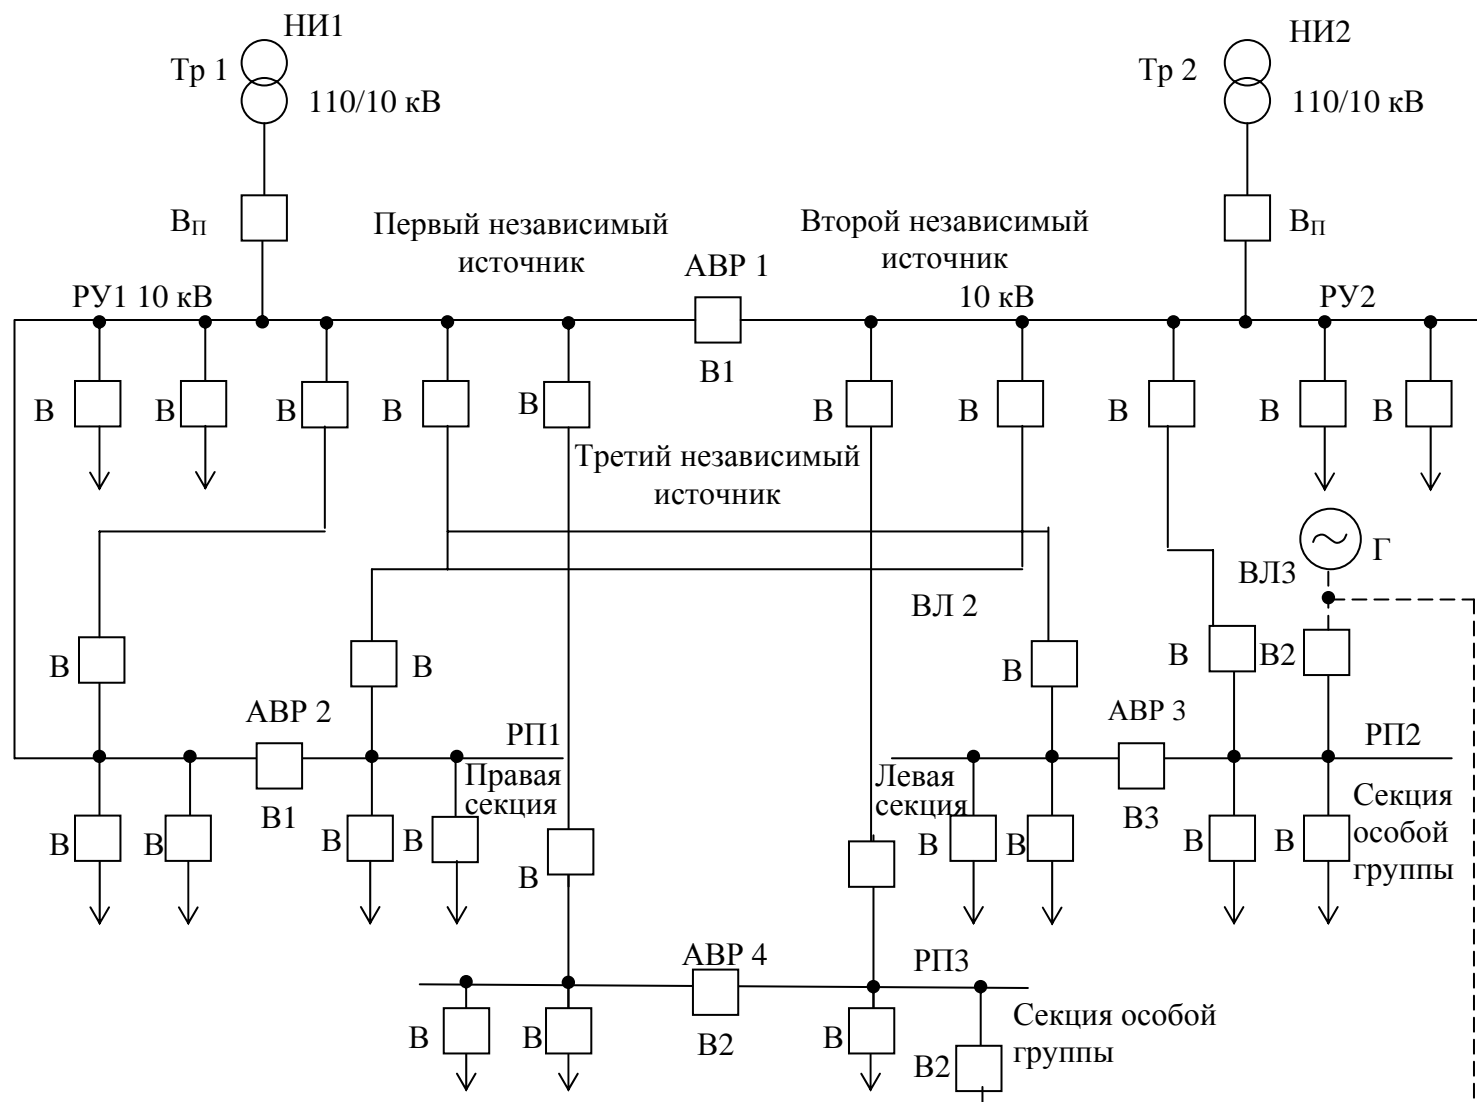 НИ1
НИ2
Тр 1
Тр 2
110/10 кВ
110/10 кВ
ВП
Первый независимый
источник
Второй независимый
источник
ВП
АВР 1
РУ1 10 кВ
10 кВ
РУ2
В1
В
В
В
В
В
В
В
В
В
В
Третий независимый
источник
Г
ВЛ3
ВЛ 2
В
В
В
В
В2
АВР 2
АВР 3
РП1
РП2
Правая
секция
Левая
секция
Секция
особой
группы
В1
В3
В
В
В
В
В
В
В
В
В
АВР 4
РП3
Секция особой
группы
В
В
В2
В
В2